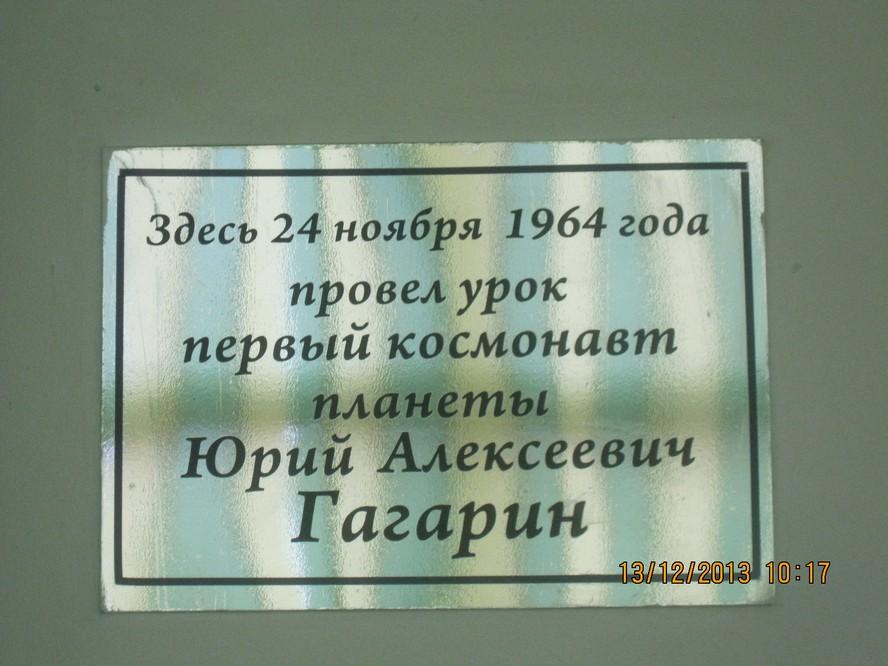 Здесь 24 ноября 1964 года
провел урок
первый космонавт
планеты
Юрий Алексеевич
Гагарин
13/12/2013 10:17